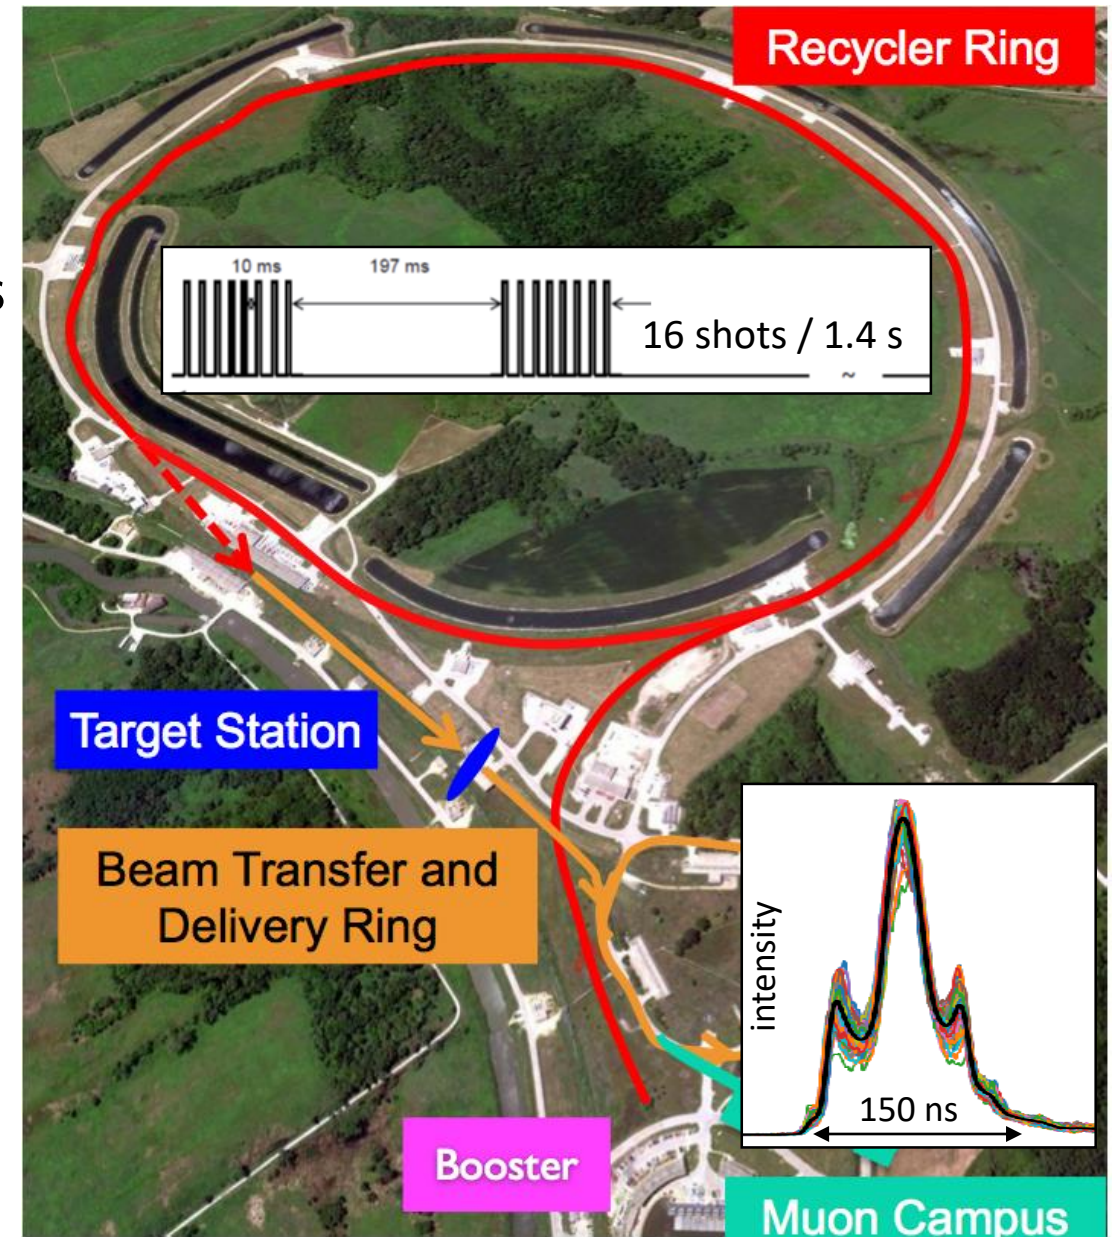 Recycler Ring
s
10 ms
197 ms
16 shots / 1.4 s
~
Target Station
Beam Transfer and
Delivery Ring
intensity
150 ns
Booster
Muon Campus